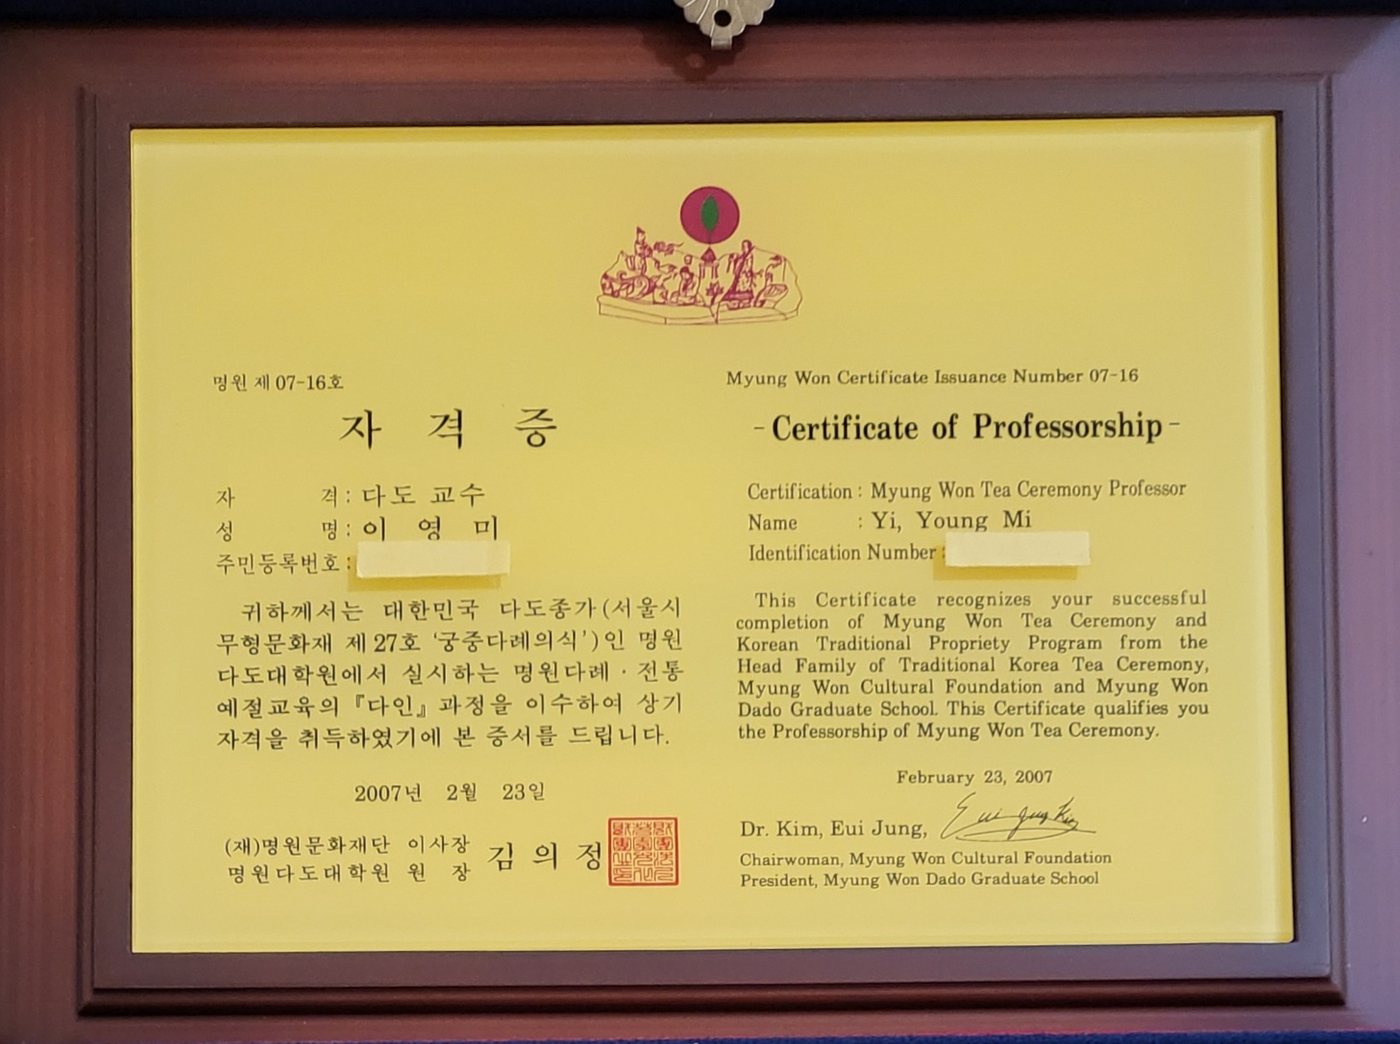 명원 제 07-16호
자 격 증
자 격 : 다도 교수
성 명 : 이 영 미
주민등록번호 :
귀하께서는 대한민국 다도종가(서울시
무형문화재 제27호 '궁중다례의식')인 명원
다도대학원에서 실시하는 명원다례 · 전통
예절교육의 『다인』 과정을 이수하여 상기
자격을 취득하였기에 본 증서를 드립니다.
2007년 2월 23일
(재)명원문화재단 이사장
명원다도대학원 원 장
김 의 정
Myung Won Certificate Issuance Number 07-16
- Certificate of Professorship -
Certification : Myung Won Tea Ceremony Professor
Name : Yi, Young Mi
Identification Number :
This Certificate recognizes your successful
completion of Myung Won Tea Ceremony and
Korean Traditional Propriety Program from the
Head Family of Traditional Korea Tea Ceremony,
Myung Won Cultural Foundation and Myung Won
Dado Graduate School. This Certificate qualifies you
the Professorship of Myung Won Tea Ceremony.
February 23, 2007
Dr. Kim, Eui Jung,
Chairwoman, Myung Won Cultural Foundation
President, Myung Won Dado Graduate School